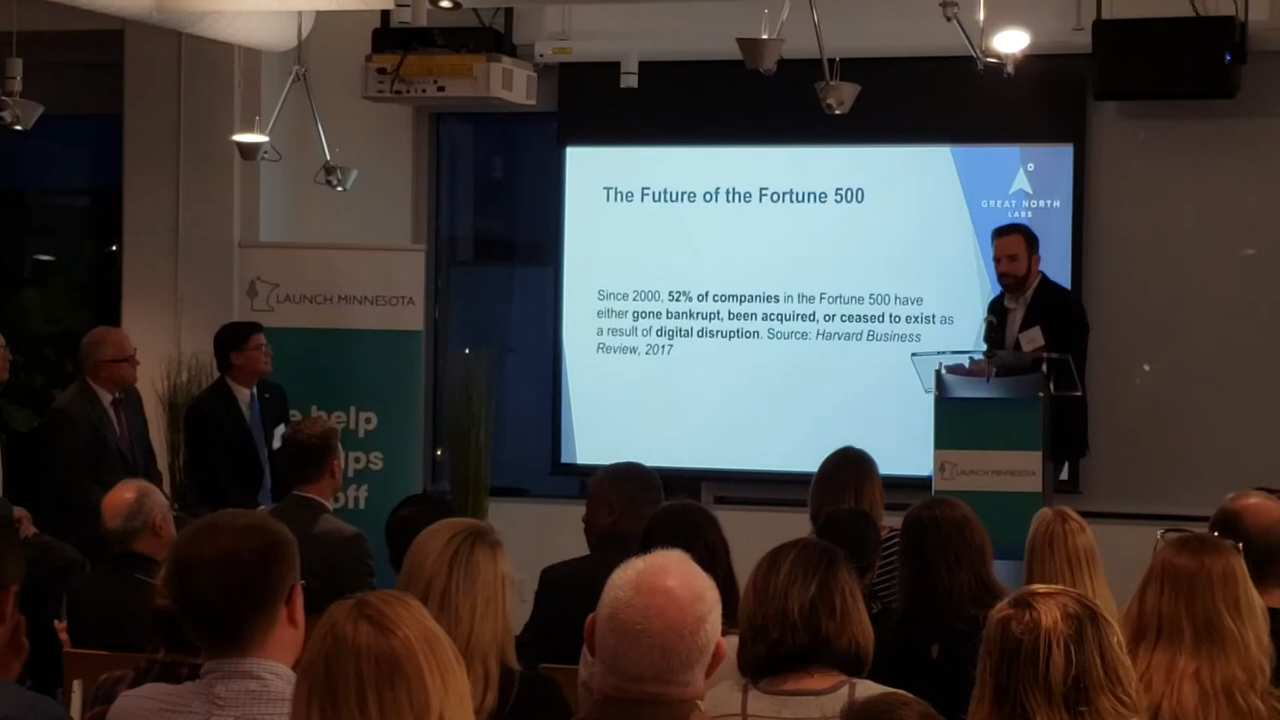 The Future of the Fortune 500
GREAT NORTH
LABS
Since 2000, 52% of companies in the Fortune 500 have
either gone bankrupt, been acquired, or ceased to exist as
a result of digital disruption. Source: Harvard Business
Review, 2017
LAUNCH MINNESOTA
e help
ups
off
LAUNCH MINNESOTA